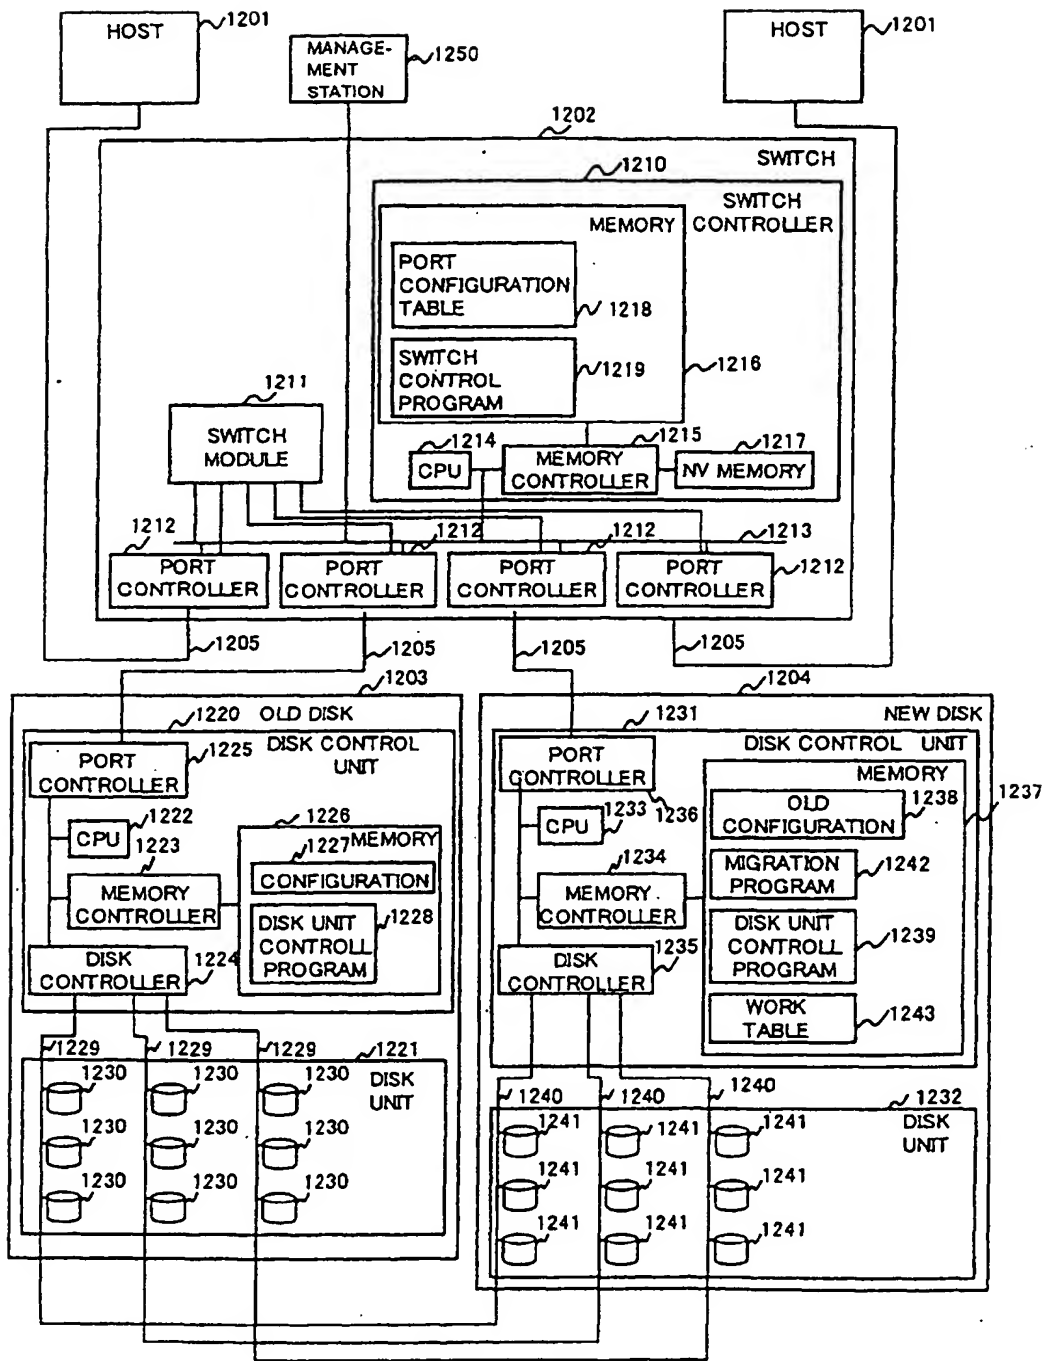 HOST
1201
MANAGE-
MENT
STATION
1250
HOST
1201
1202
SWITCH
1210
SWITCH
CONTROLLER
MEMORY
PORT
CONFIGURATION
TABLE
1218
SWITCH
CONTROL
PROGRAM
1219
1216
1211
SWITCH
MODULE
1214
CPU
1215
MEMORY
CONTROLLER
1217
NV MEMORY
1213
1212
PORT
CONTROLLER
1212
PORT
CONTROLLER
1212
PORT
CONTROLLER
1212
PORT
CONTROLLER
1205
1205
1205
1205
1203
OLD DISK
1220
DISK CONTROL
UNIT
1225
PORT
CONTROLLER
1222
CPU
1223
MEMORY
CONTROLLER
1226
MEMORY
1227
CONFIGURATION
1228
DISK UNIT
CONTROLL
PROGRAM
DISK
CONTROLLER
1224
1229
1229
1229
1221
DISK
UNIT
1230
1230
1230
1230
1230
1230
1230
1230
1230
1204
NEW DISK
1231
DISK CONTROL UNIT
PORT
CONTROLLER
1236
MEMORY
1237
OLD
CONFIGURATION
1238
CPU
1233
1234
MEMORY
CONTROLLER
MIGRATION
PROGRAM
1242
DISK UNIT
CONTROLL
PROGRAM
1239
DISK
CONTROLLER
1235
WORK
TABLE
1243
1240
1240
1240
1232
DISK
UNIT
1241
1241
1241
1241
1241
1241
1241
1241
1241